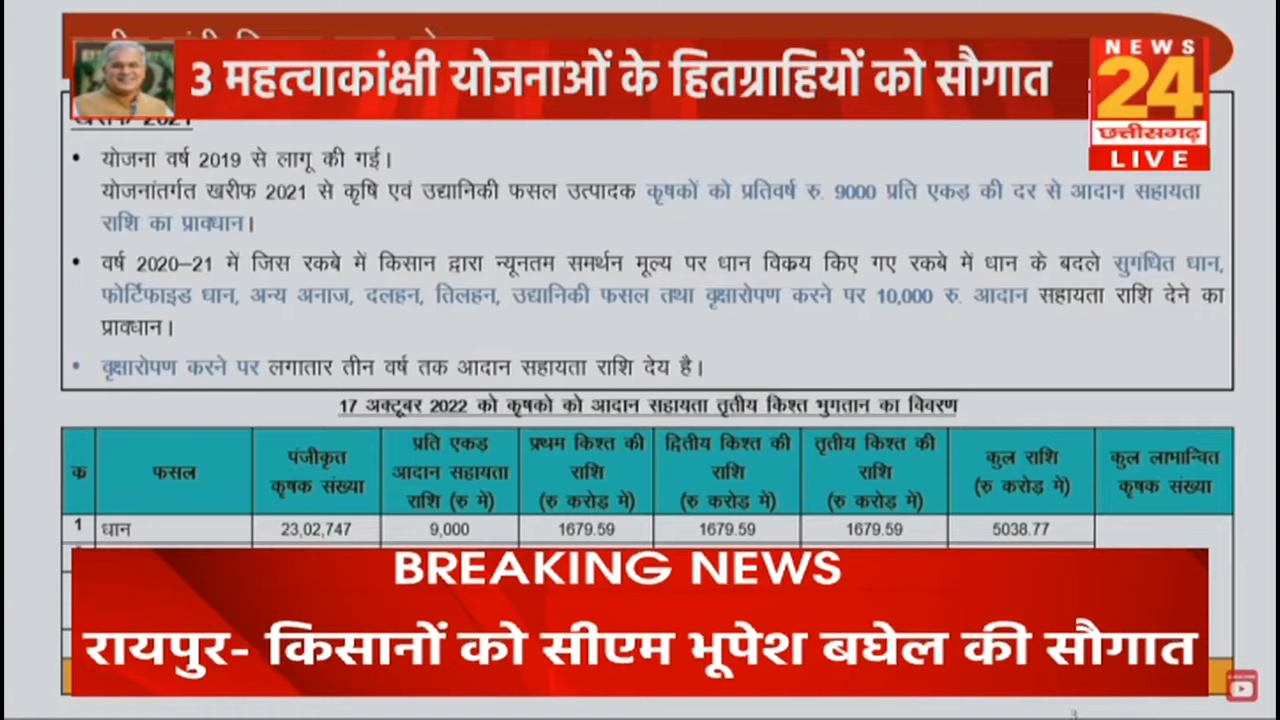 3 महत्वाकांक्षी योजनाओं के हितग्राहियों को सौगात
NEWS
24
छत्तीसगढ़
LIVE
• योजना वर्ष 2019 से लागू की गई।
योजनांतर्गत खरीफ 2021 से कृषि एवं उद्यानिकी फसल उत्पादक कृषकों को प्रतिवर्ष रु. 9000 प्रति एकड़ की दर से आदान सहायता
राशि का प्रावधान।
• वर्ष 2020–21 में जिस रकबे में किसान द्वारा न्यूनतम समर्थन मूल्य पर धान विक्रय किए गए रकबे में धान के बदले सुगंधित धान,
फोर्टिफाइड धान, अन्य अनाज, दलहन, तिलहन, उद्यानिकी फसल तथा वृक्षारोपण करने पर 10,000 रु. आदान सहायता राशि देने का
प्रावधान।
• वृक्षारोपण करने पर लगातार तीन वर्ष तक आदान सहायता राशि देय है।
17 अक्टूबर 2022 को कृषको को आदान सहायता तृतीय किश्त भुगतान का विवरण
क फसल पंजीकृत कृषक संख्या प्रति एकड़ आदान सहायता राशि (रु में) प्रथम किश्त की राशि (रु करोड़ में) द्वितीय किश्त की राशि (रु करोड़ में) तृतीय किश्त की राशि (रु करोड़ में) कुल राशि (रु करोड़ में) कुल लाभान्वित कृषक संख्या
1 धान 23,02,747 9,000 1679.59 1679.59 1679.59 5038.77
BREAKING NEWS
रायपुर- किसानों को सीएम भूपेश बघेल की सौगात
3